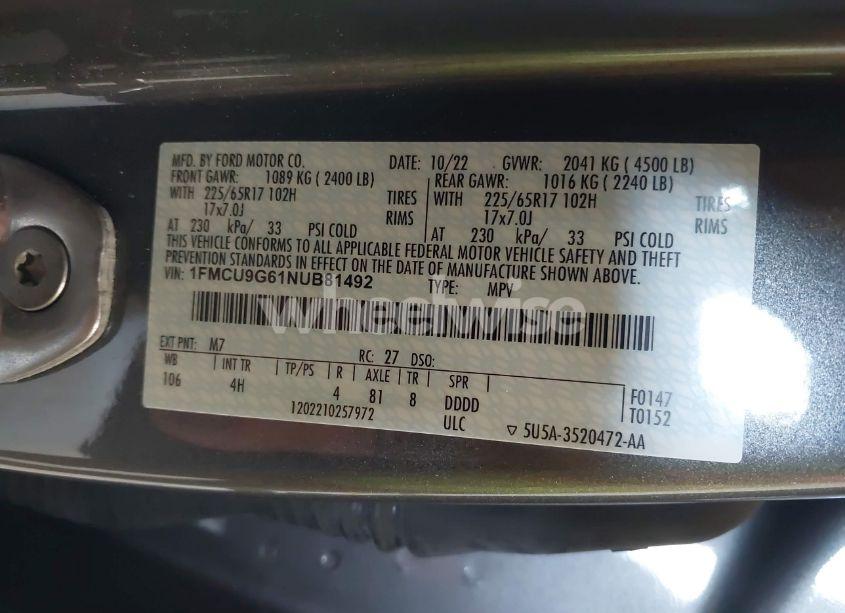 MFD. BY FORD MOTOR CO. DATE: 10/22 GVWR: 2041 KG ( 4500 LB)
FRONT GAWR: 1089 KG ( 2400 LB) REAR GAWR: 1016 KG ( 2240 LB)
WITH 225/65R17 102H TIRES WITH 225/65R17 102H TIRES
17x7.0J RIMS 17x7.0J RIMS
AT 230 kPa/ 33 PSI COLD AT 230 kPa/ 33 PSI COLD
THIS VEHICLE CONFORMS TO ALL APPLICABLE FEDERAL MOTOR VEHICLE SAFETY AND THEFT
PREVENTION STANDARDS IN EFFECT ON THE DATE OF MANUFACTURE SHOWN ABOVE.
VIN: 1FMCU9G61NUB81492 TYPE: MPV
wheelwise
EXT PNT: M7 RC: 27 DSO:
WB INT TR TP/PS R AXLE TR SPR
106 4H 4 81 8 DDDD F0147
1202210257972 ULC T0152
▽ 5U5A-3520472-AA